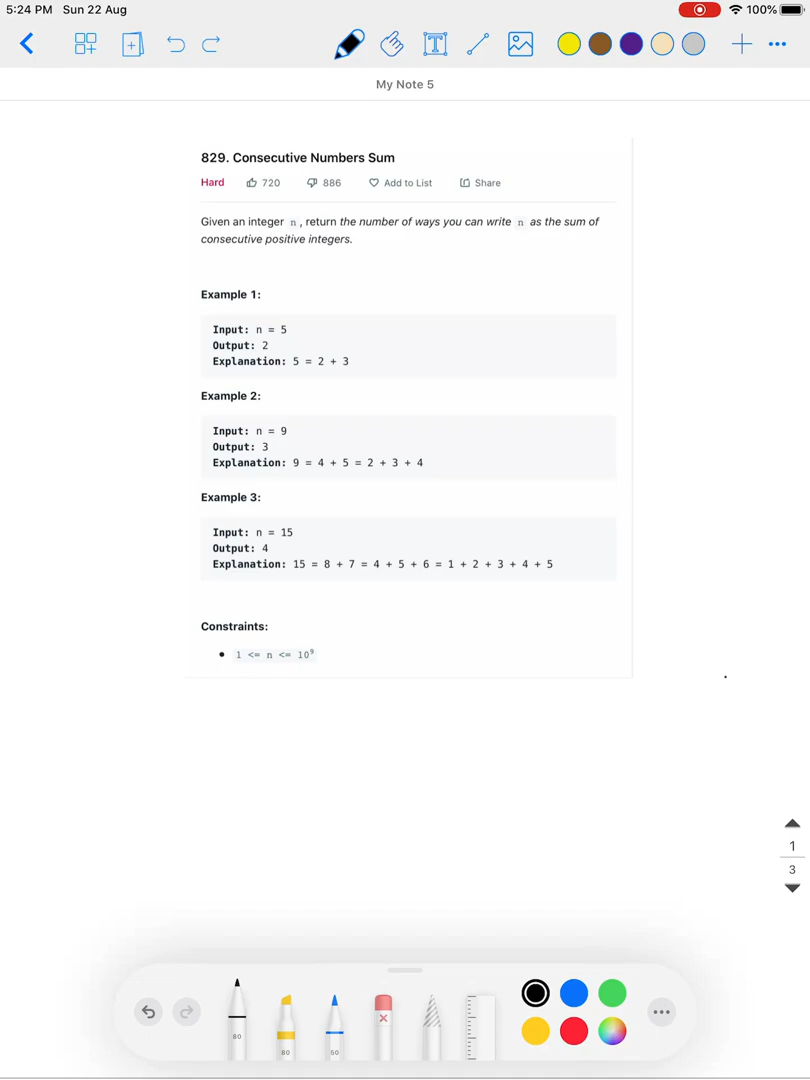 5:24 PM Sun 22 Aug
100%
My Note 5
829. Consecutive Numbers Sum
Hard 720 886 Add to List Share
Given an integer n, return the number of ways you can write n as the sum of
consecutive positive integers.
Example 1:
Input: n = 5
Output: 2
Explanation: 5 = 2 + 3
Example 2:
Input: n = 9
Output: 3
Explanation: 9 = 4 + 5 = 2 + 3 + 4
Example 3:
Input: n = 15
Output: 4
Explanation: 15 = 8 + 7 = 4 + 5 + 6 = 1 + 2 + 3 + 4 + 5
Constraints:
• 1 <= n <= 10⁹
1
3
80 80 50